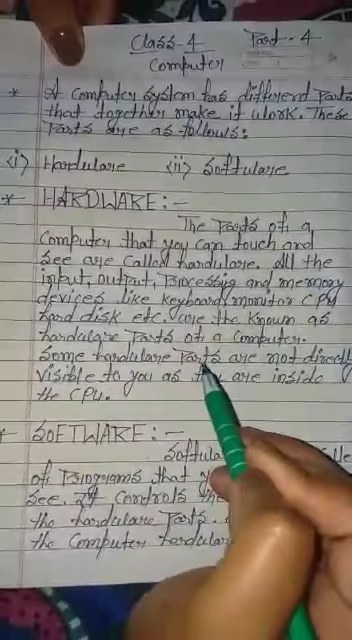 Class-4 Part-4
Computer
* A Computer System has different Parts
that together make it work. These
Parts are as follows:
<i> Hardware <ii> Software
* HARDWARE:-
The Parts of a
Computer that you can touch and
see are called hardware. All the
input, output, Processing and memory
devices like keyboard, monitor CPU
hard disk etc. are the known as
hardware Parts of a Computer.
Some hardware Parts are not directly
visible to you as are inside
the CPU.
* SOFTWARE:-
of Programs that
see. It Controls the
the hardware Parts.
the Computer hardware